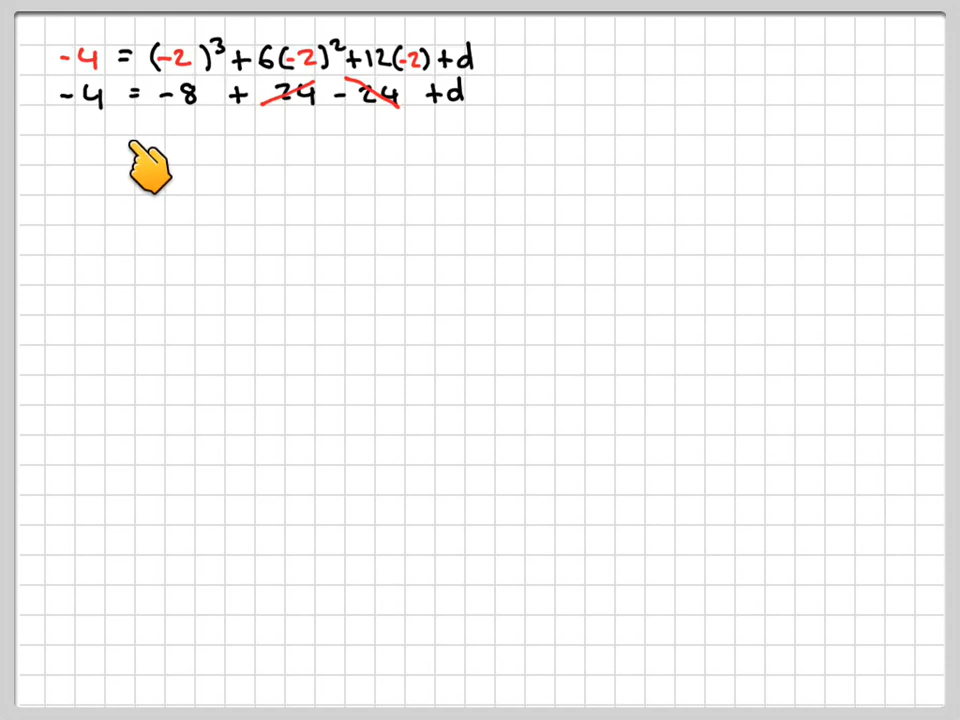 -4 = (-2)³+6(-2)²+12(-2)+d
-4 = -8 + 24 - 24 +d